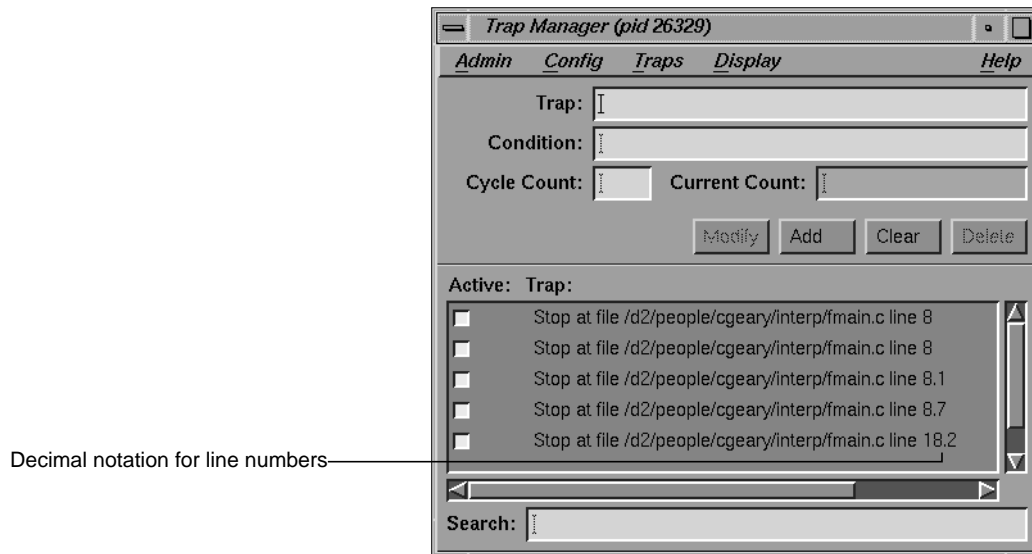 Trap Manager (pid 26329)
Admin Config Traps Display Help
Trap:
Condition:
Cycle Count: Current Count:
Modify Add Clear Delete
Active: Trap:
Stop at file /d2/people/cgeary/interp/fmain.c line 8
Stop at file /d2/people/cgeary/interp/fmain.c line 8
Stop at file /d2/people/cgeary/interp/fmain.c line 8.1
Stop at file /d2/people/cgeary/interp/fmain.c line 8.7
Stop at file /d2/people/cgeary/interp/fmain.c line 18.2
Decimal notation for line numbers
Search: